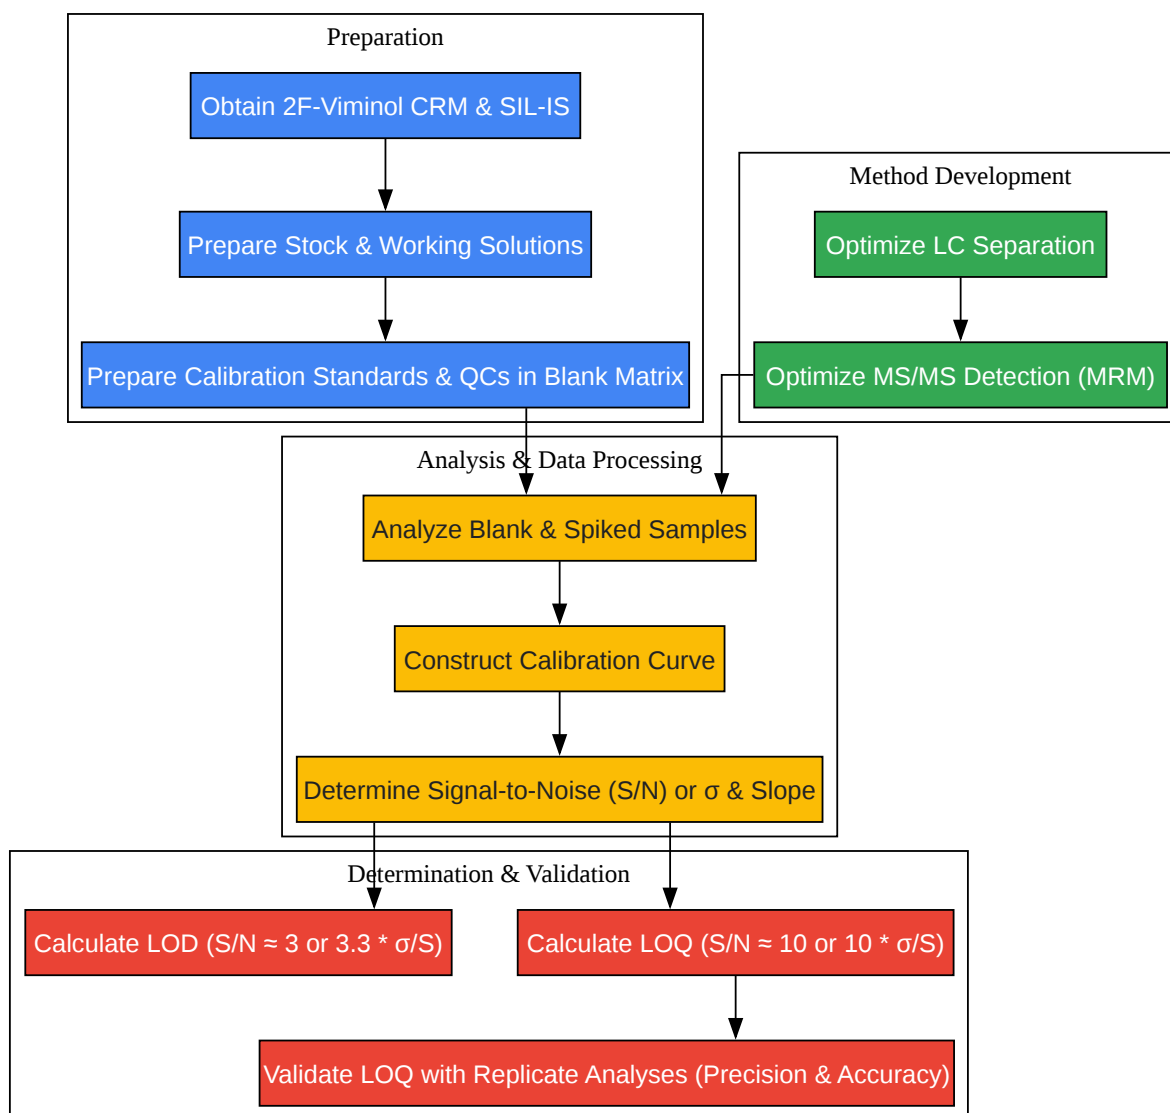 Preparation
Obtain 2F-Viminol CRM & SIL-IS
Prepare Stock & Working Solutions
Prepare Calibration Standards & QCs in Blank Matrix
Method Development
Optimize LC Separation
Optimize MS/MS Detection (MRM)
Analysis & Data Processing
Analyze Blank & Spiked Samples
Construct Calibration Curve
Determine Signal-to-Noise (S/N) or σ & Slope
Determination & Validation
Calculate LOD (S/N ≈ 3 or 3.3 * σ/S)
Calculate LOQ (S/N ≈ 10 or 10 * σ/S)
Validate LOQ with Replicate Analyses (Precision & Accuracy)